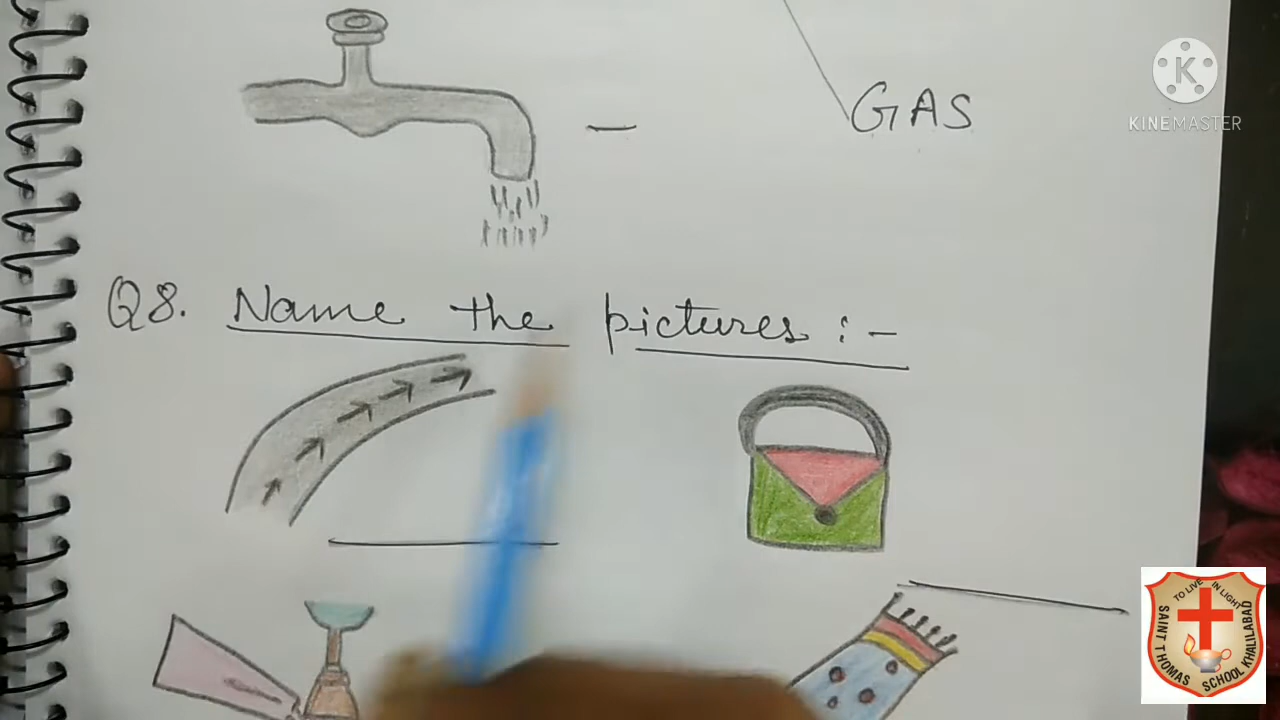 GAS
KINEMASTER
Q8. Name the pictures :-
TO LIVE IN LIGHT
SAINT THOMAS SCHOOL KHALILABAD